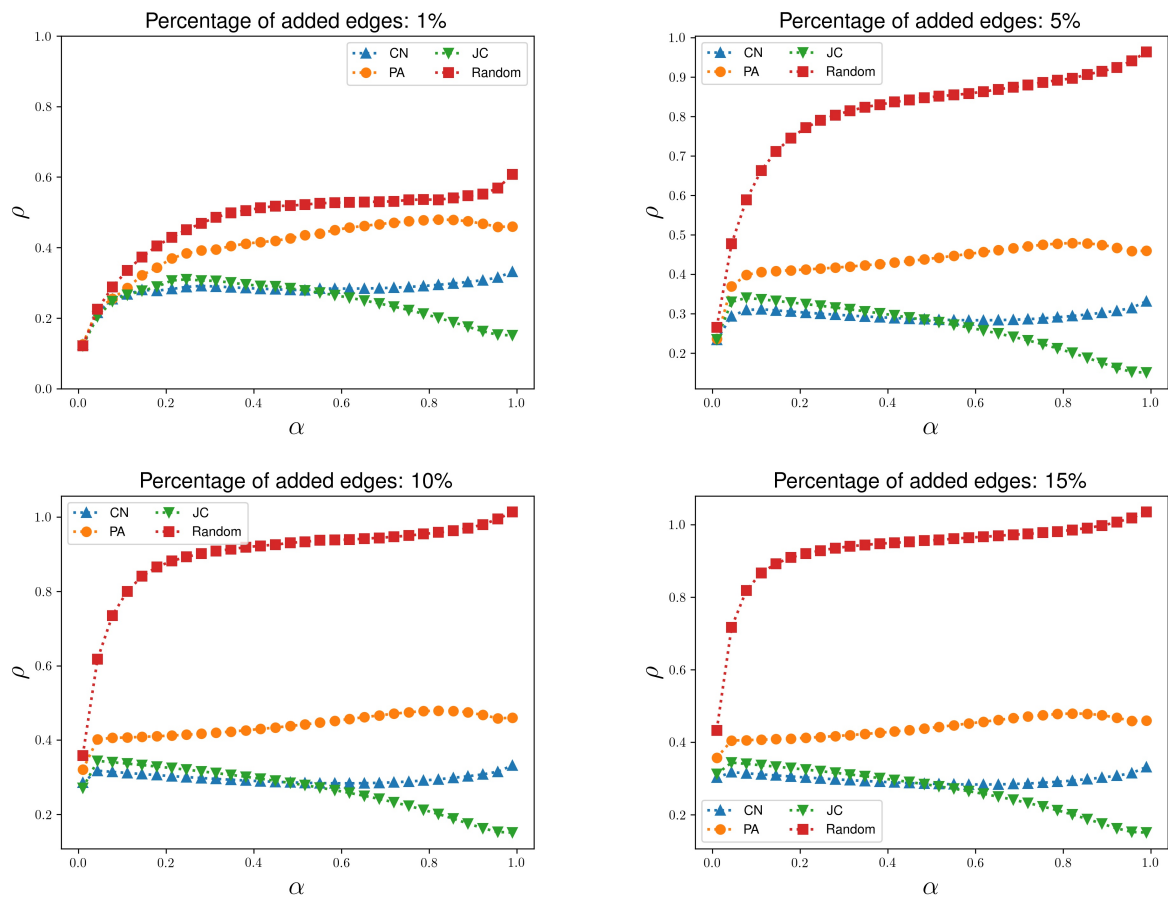 Percentage of added edges: 1%
CN JC
PA Random
1.0
0.8
0.6
0.4
0.2
0.0
ρ
0.0 0.2 0.4 0.6 0.8 1.0
α
Percentage of added edges: 5%
CN JC
PA Random
1.0
0.9
0.8
0.7
0.6
0.5
0.4
0.3
0.2
ρ
0.0 0.2 0.4 0.6 0.8 1.0
α
Percentage of added edges: 10%
CN JC
PA Random
1.0
0.8
0.6
0.4
0.2
ρ
0.0 0.2 0.4 0.6 0.8 1.0
α
Percentage of added edges: 15%
1.0
0.8
0.6
0.4
0.2
ρ
CN JC
PA Random
0.0 0.2 0.4 0.6 0.8 1.0
α